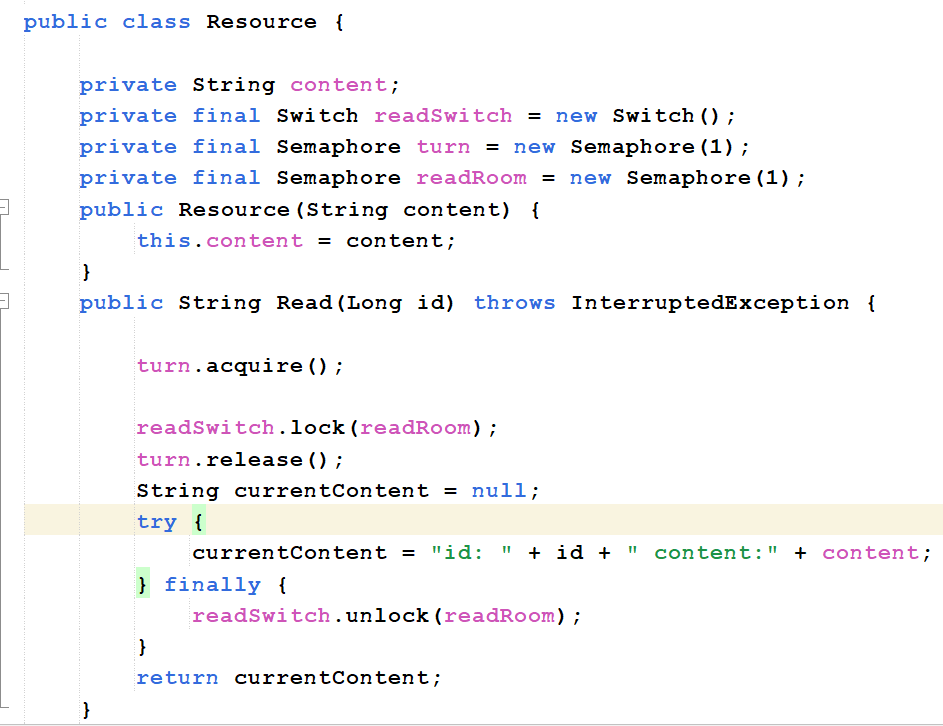 public class Resource {
private String content;
private final Switch readSwitch = new Switch();
private final Semaphore turn = new Semaphore(1);
private final Semaphore readRoom = new Semaphore(1);
public Resource(String content) {
this.content = content;
}
public String Read(Long id) throws InterruptedException {
turn.acquire();
readSwitch.lock(readRoom);
turn.release();
String currentContent = null;
try {
currentContent = "id: " + id + " content:" + content;
} finally {
readSwitch.unlock(readRoom);
}
return currentContent;
}